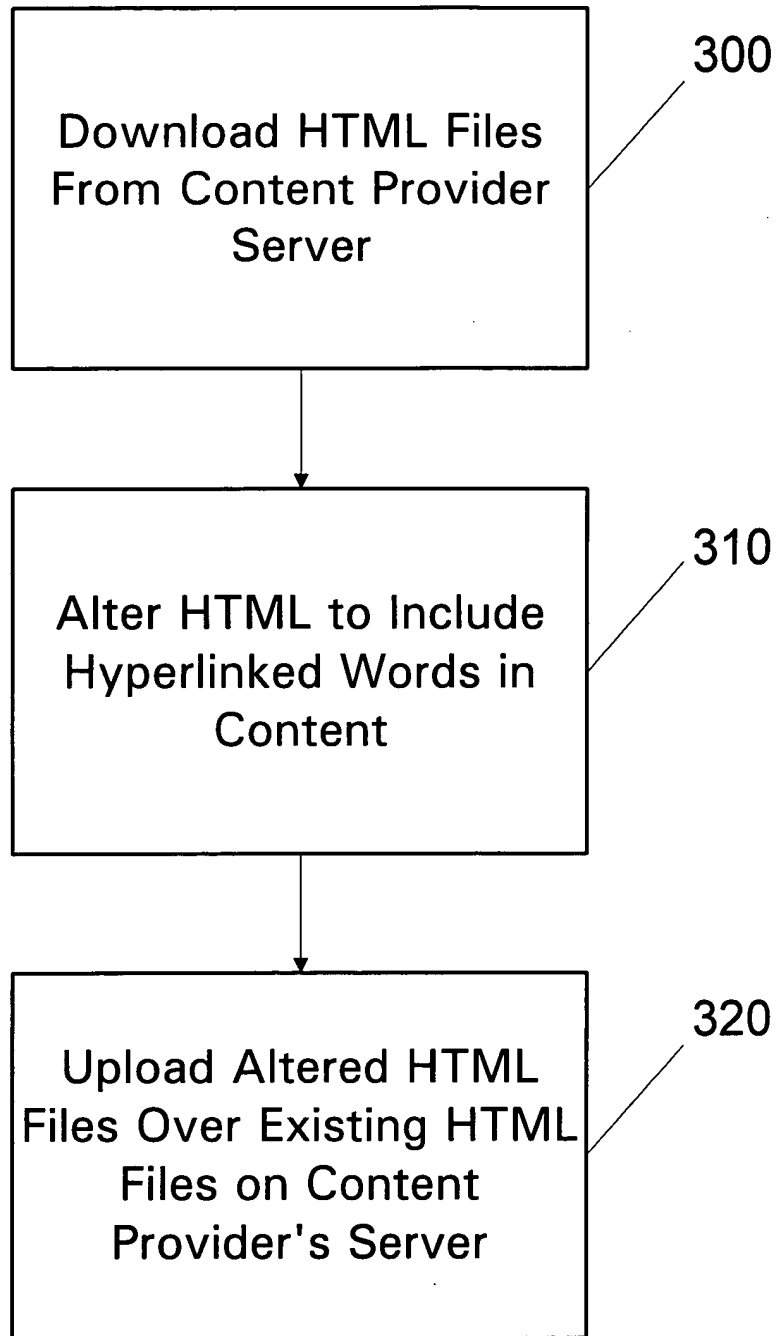 300
Download HTML Files
From Content Provider
Server
310
Alter HTML to Include
Hyperlinked Words in
Content
320
Upload Altered HTML
Files Over Existing HTML
Files on Content
Provider's Server